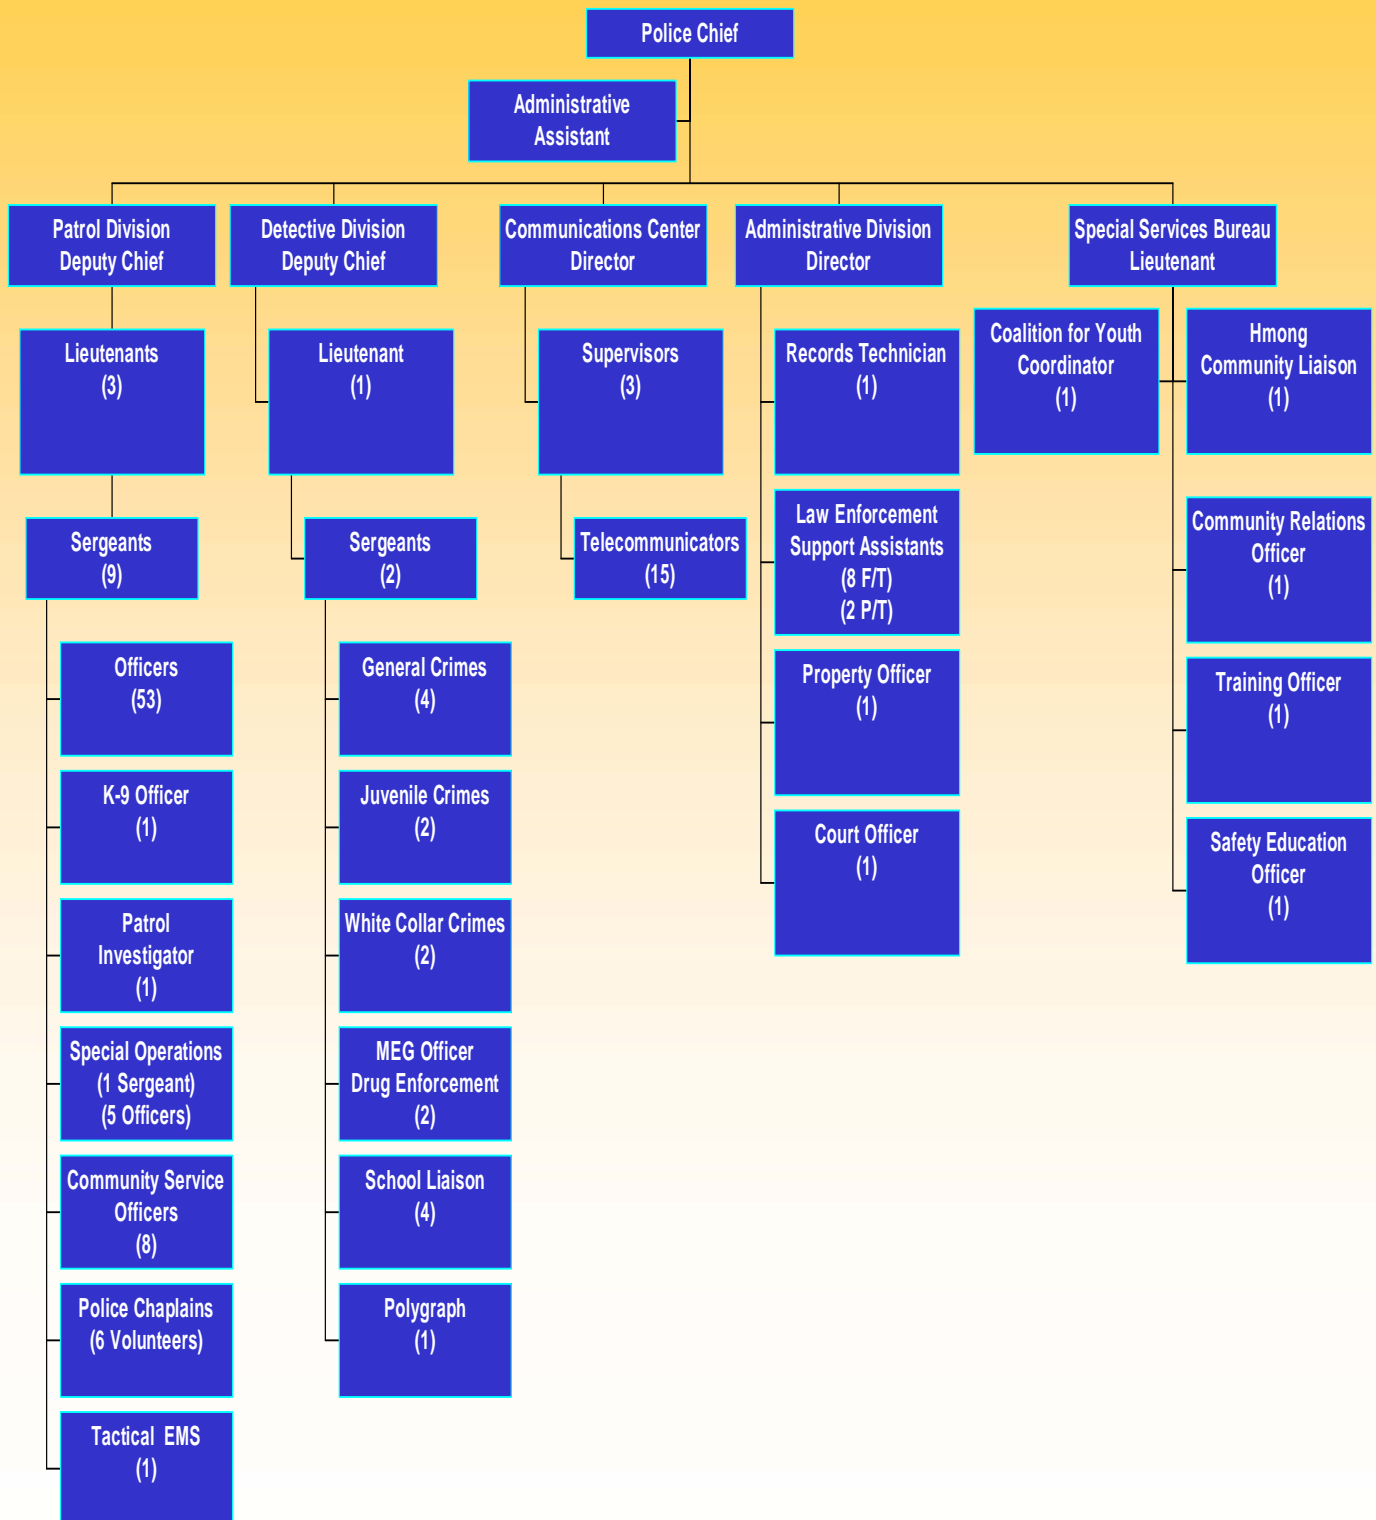 Police Chief
Administrative
Assistant
Patrol Division
Deputy Chief
Detective Division
Deputy Chief
Communications Center
Director
Administrative Division
Director
Special Services Bureau
Lieutenant
Lieutenants
(3)
Sergeants
(9)
Officers
(53)
K-9 Officer
(1)
Patrol
Investigator
(1)
Special Operations
(1 Sergeant)
(5 Officers)
Community Service
Officers
(8)
Police Chaplains
(6 Volunteers)
Tactical EMS
(1)
Lieutenant
(1)
Sergeants
(2)
General Crimes
(4)
Juvenile Crimes
(2)
White Collar Crimes
(2)
MEG Officer
Drug Enforcement
(2)
School Liaison
(4)
Polygraph
(1)
Supervisors
(3)
Telecommunicators
(15)
Records Technician
(1)
Law Enforcement
Support Assistants
(8 F/T)
(2 P/T)
Property Officer
(1)
Court Officer
(1)
Coalition for Youth
Coordinator
(1)
Hmong
Community Liaison
(1)
Community Relations
Officer
(1)
Training Officer
(1)
Safety Education
Officer
(1)